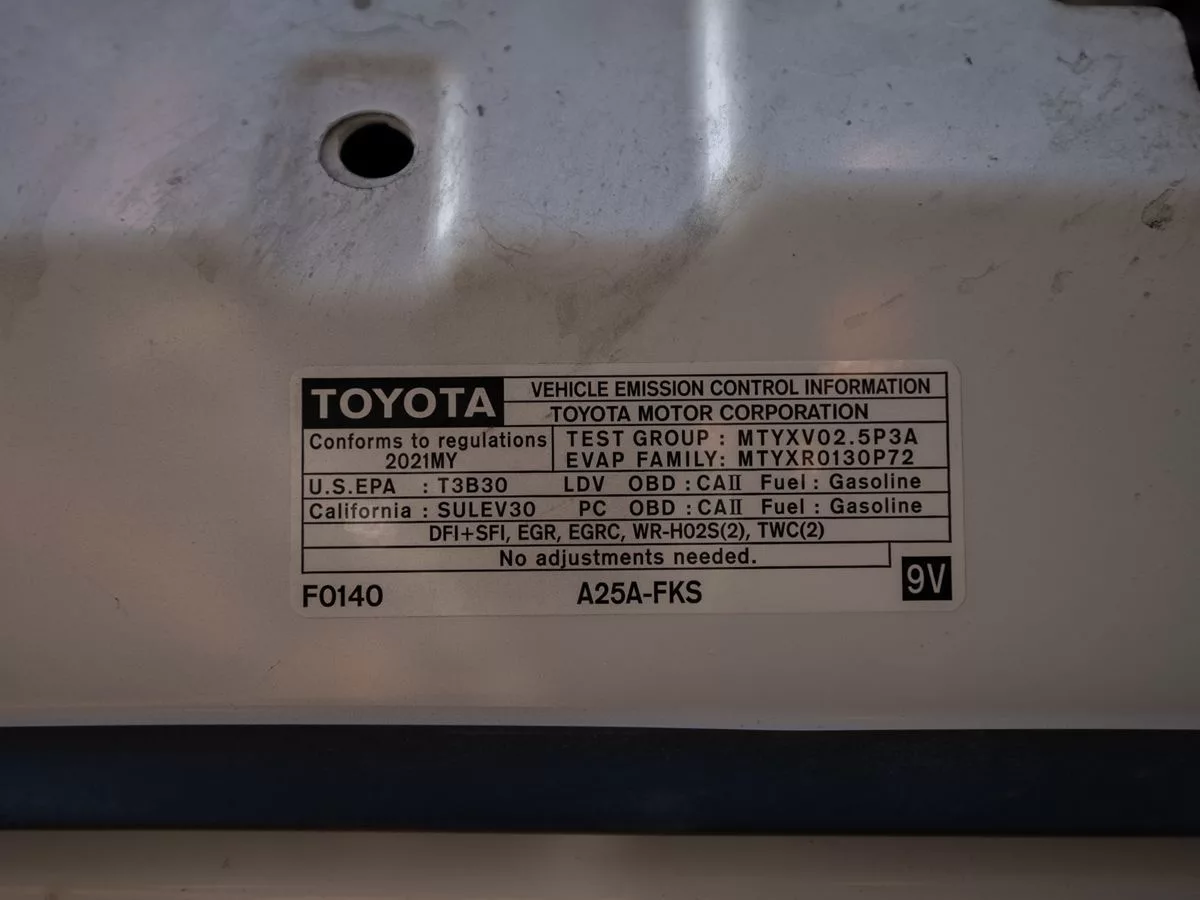 TOYOTA VEHICLE EMISSION CONTROL INFORMATION
TOYOTA MOTOR CORPORATION
Conforms to regulations
2021MY
TEST GROUP : MTYXV02.5P3A
EVAP FAMILY: MTYXR0130P72
U.S.EPA : T3B30 LDV OBD : CAII Fuel : Gasoline
California : SULEV30 PC OBD : CAII Fuel : Gasoline
DFI+SFI, EGR, EGRC, WR-HO2S(2), TWC(2)
No adjustments needed.
F0140 A25A-FKS 9V